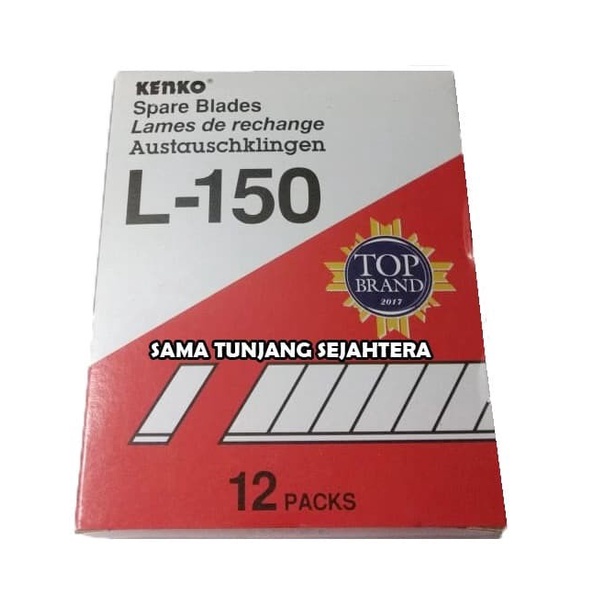 KENKO®
Spare Blades
Lames de rechange
Austauschklingen
L-150
TOP
BRAND
2017
SAMA TUNJANG SEJAHTERA
12 PACKS